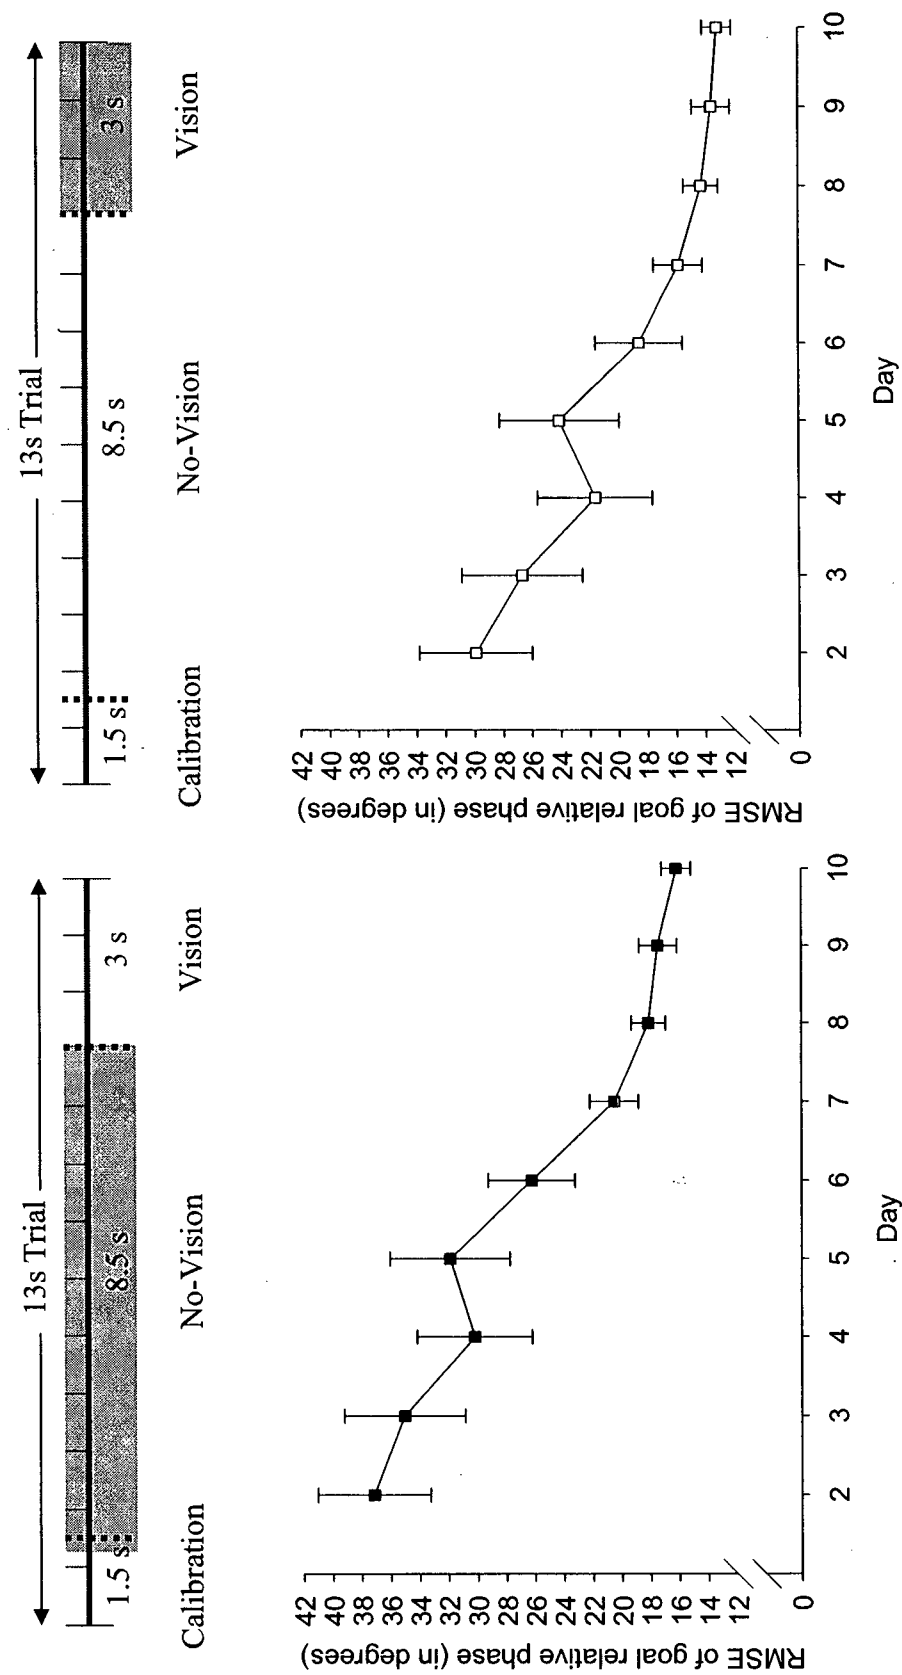 13s Trial
1.5 s
8.5 s
3 s
Calibration
No-Vision
Vision
RMSE of goal relative phase (in degrees)
42
40
38
36
34
32
30
28
26
24
22
20
18
16
14
12
0
2
3
4
5
6
7
8
9
10
Day
13s Trial
1.5 s
8.5 s
3 s
Calibration
No-Vision
Vision
RMSE of goal relative phase (in degrees)
42
40
38
36
34
32
30
28
26
24
22
20
18
16
14
12
0
2
3
4
5
6
7
8
9
10
Day